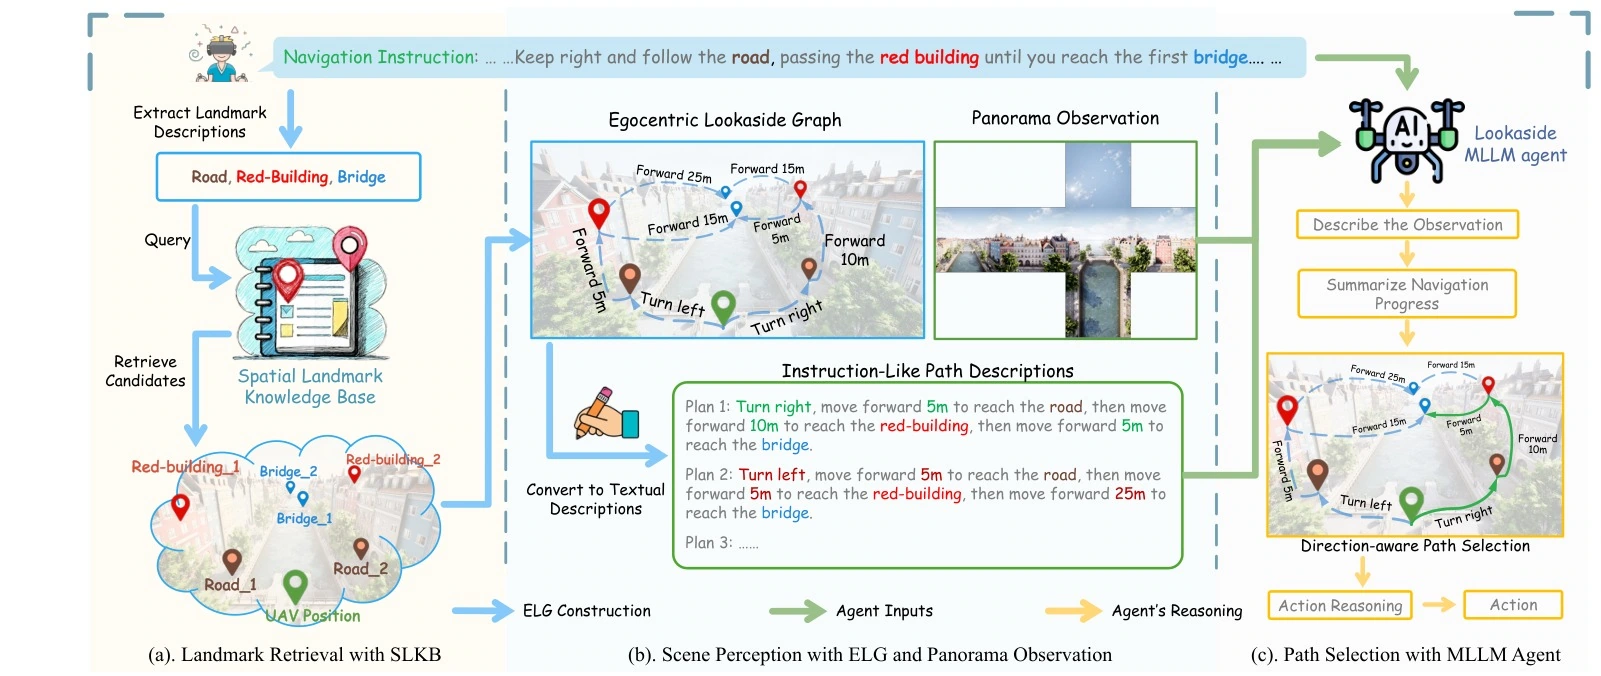 Navigation Instruction: ... ...Keep right and follow the road, passing the red building until you reach the first bridge.... ...
Extract Landmark
Descriptions
Road, Red-Building, Bridge
Query
Retrieve
Candidates
Spatial Landmark
Knowledge Base
Red-building_1
Bridge_2
Red-building_2
Bridge_1
Road_1
Road_2
UAV Position
(a). Landmark Retrieval with SLKB
Egocentric Lookaside Graph
Forward 25m
Forward 15m
Forward 15m
Forward
5m
Forward
10m
Forward 5m
Turn left
Turn right
Panorama Observation
Convert to Textual
Descriptions
Instruction-Like Path Descriptions
Plan 1: Turn right, move forward 5m to reach the road, then move
forward 10m to reach the red-building, then move forward 5m to
reach the bridge.
Plan 2: Turn left, move forward 5m to reach the road, then move
forward 5m to reach the red-building, then move forward 25m to
reach the bridge.
Plan 3: ......
ELG Construction
Agent Inputs
Agent's Reasoning
(b). Scene Perception with ELG and Panorama Observation
AI
Lookaside
MLLM agent
Describe the Observation
Summarize Navigation
Progress
Forward 25m
Forward 15m
Forward 15m
Forward
5m
Forward
10m
Forward 5m
Turn left
Turn right
Direction-aware Path Selection
Action Reasoning
Action
(c). Path Selection with MLLM Agent